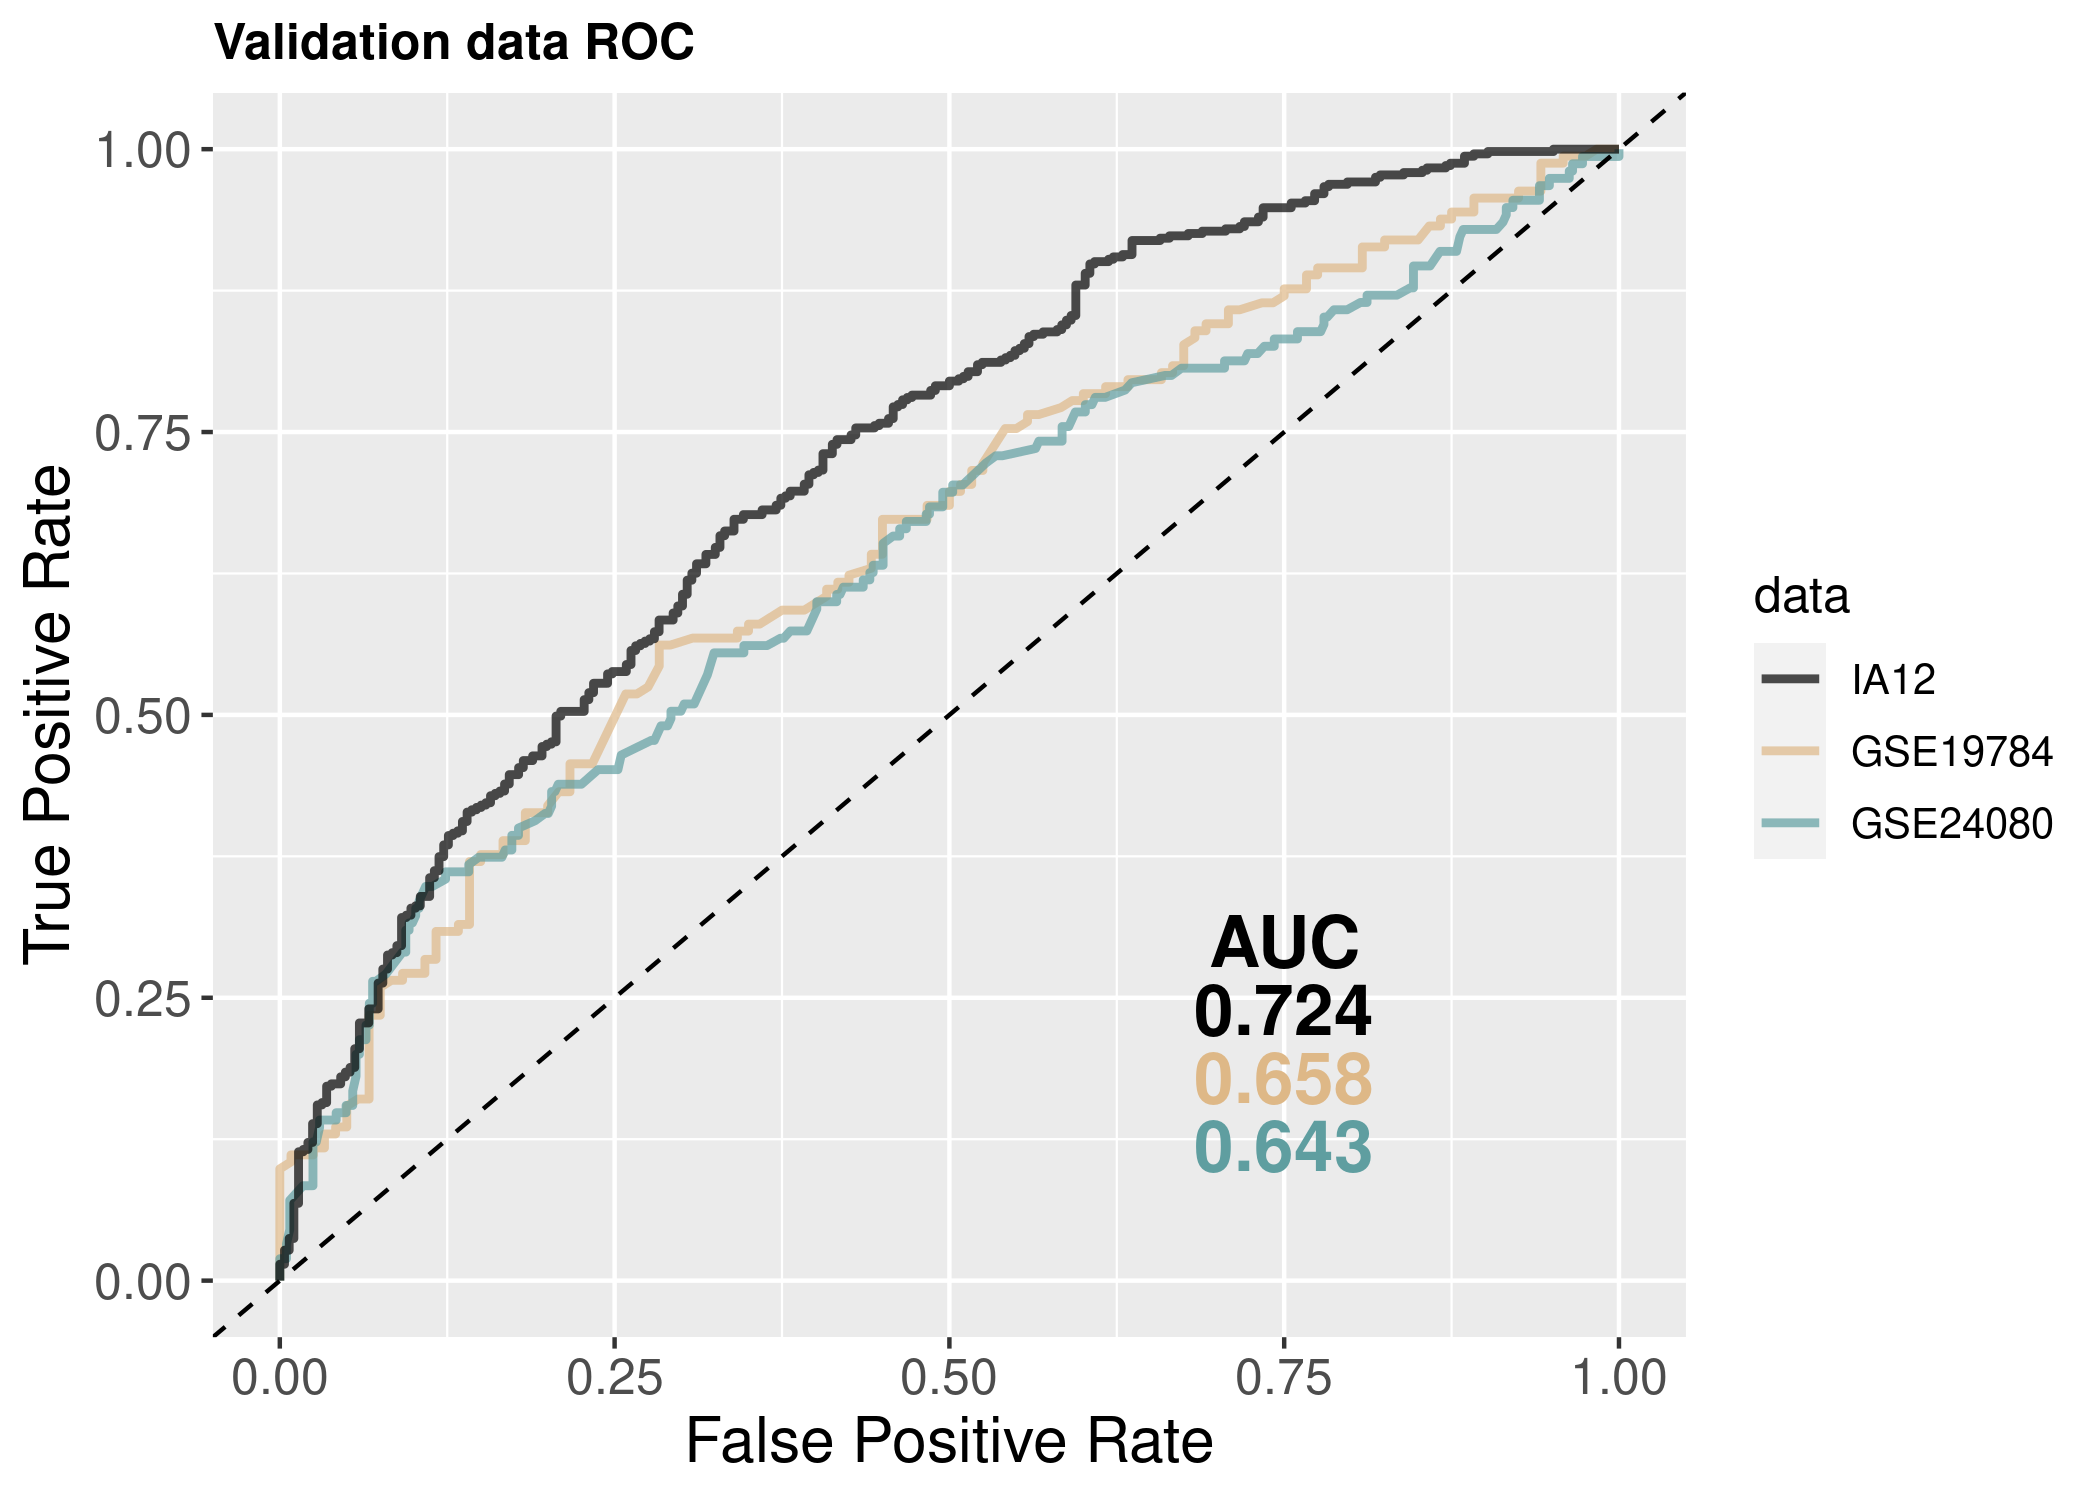 Validation data ROC
True Positive Rate
1.00
0.75
0.50
0.25
0.00
AUC
0.724
0.658
0.643
data
IA12
GSE19784
GSE24080
0.00 0.25 0.50 0.75 1.00
False Positive Rate